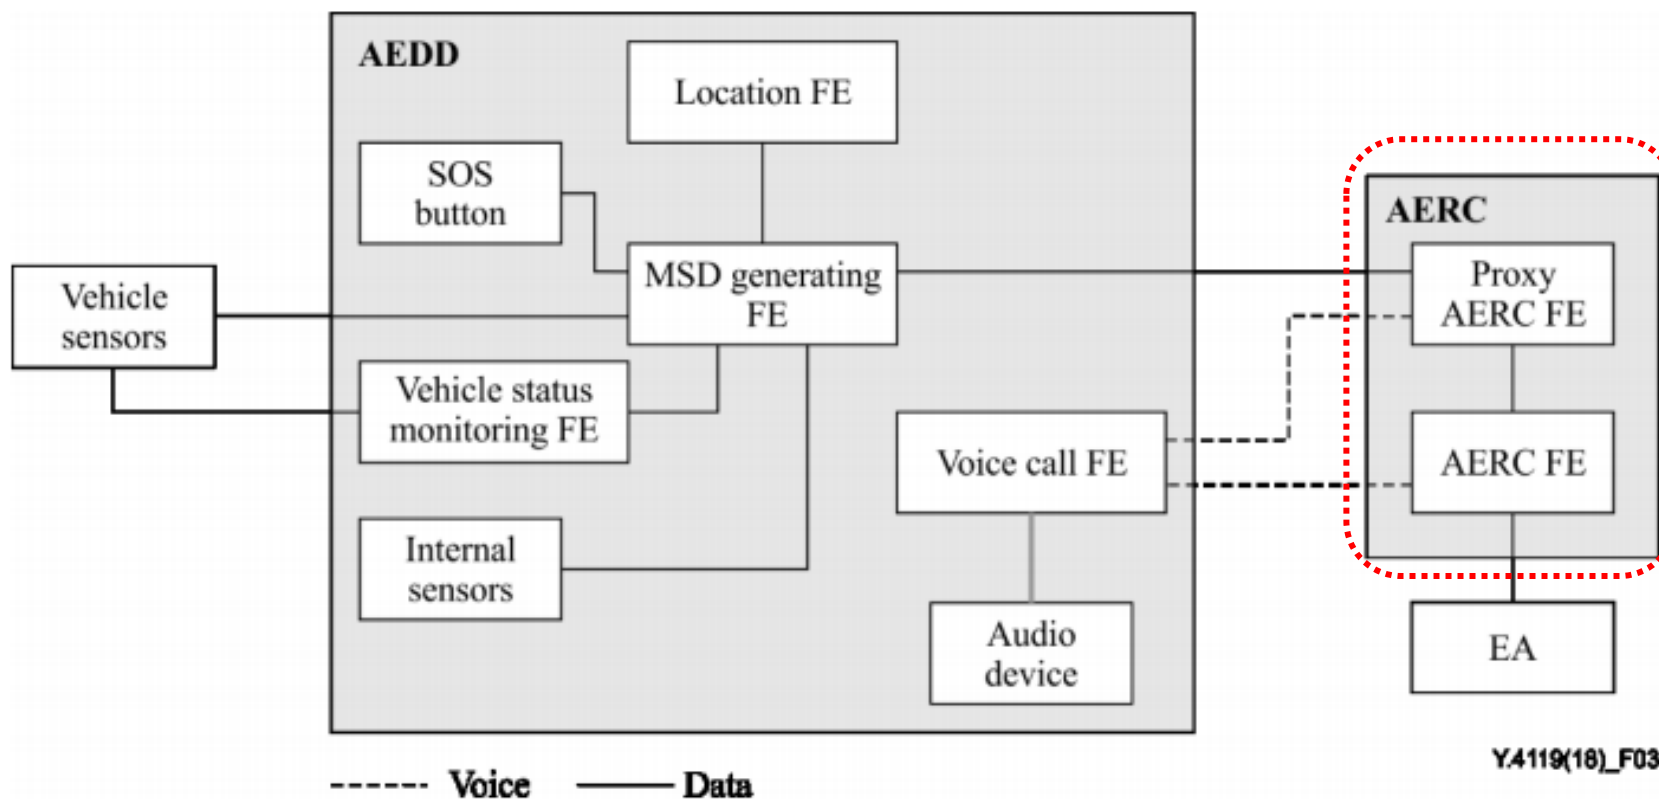 AEDD
Location FE
SOS
button
AERC
Vehicle
sensors
MSD generating
FE
Proxy
AERC FE
Vehicle status
monitoring FE
Voice call FE
AERC FE
Internal
sensors
Audio
device
EA
Y.4119(18)_F03
Voice
Data